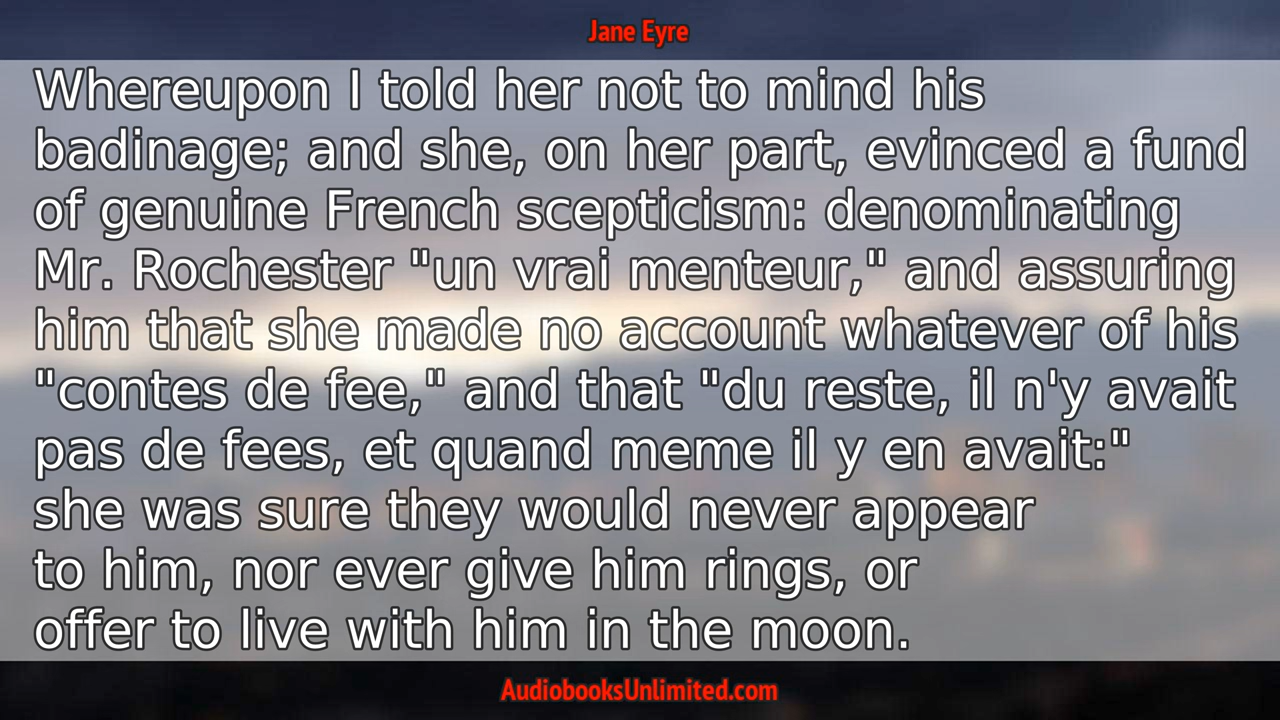 Jane Eyre
Whereupon I told her not to mind his
badinage; and she, on her part, evinced a fund
of genuine French scepticism: denominating
Mr. Rochester "un vrai menteur," and assuring
him that she made no account whatever of his
"contes de fee," and that "du reste, il n'y avait
pas de fees, et quand meme il y en avait:"
she was sure they would never appear
to him, nor ever give him rings, or
offer to live with him in the moon.
AudiobooksUnlimited.com